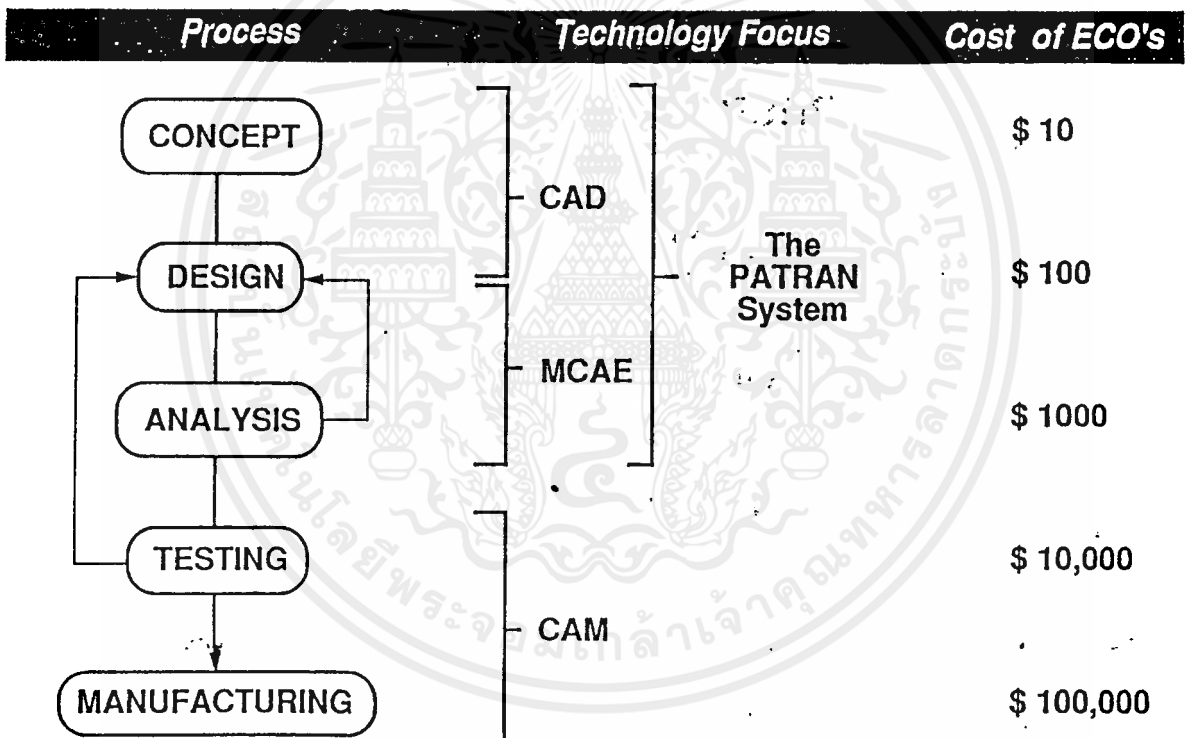 Process Technology Focus Cost of ECO's
CONCEPT
$ 10
CAD
DESIGN
The
PATRAN
System
$ 100
MCAE
ANALYSIS
$ 1000
TESTING
$ 10,000
CAM
MANUFACTURING
$ 100,000